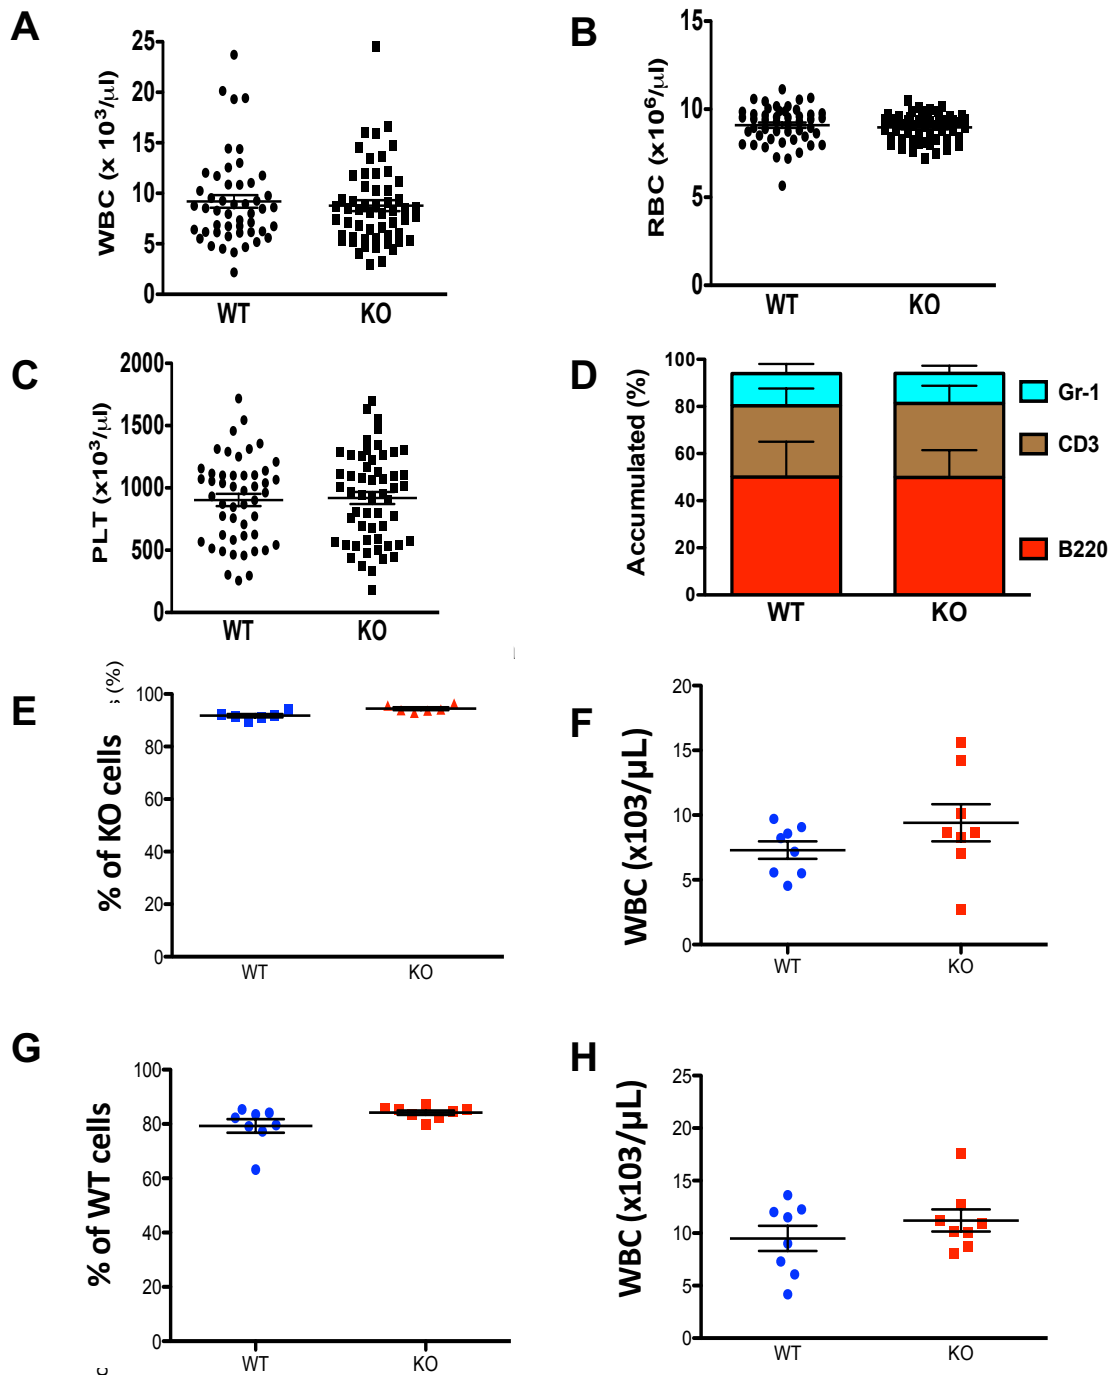 A
WBC (x 10³/µl)
25
20
15
10
5
0
WT
KO
B
RBC (x10⁶/µl)
15
10
5
0
WT
KO
C
PLT (x10³/µl)
2000
1500
1000
500
0
WT
KO
D
Accumulated (%)
100
80
60
40
20
0
WT
KO
Gr-1
CD3
B220
E
% of KO cells
(%)
100
80
60
40
20
0
WT
KO
F
WBC (x103/µL)
20
15
10
5
0
WT
KO
G
% of WT cells
100
80
60
40
20
0
WT
KO
H
WBC (x103/µL)
25
20
15
10
5
0
WT
KO